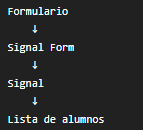 Formulario
↓
Signal Form
↓
Signal
↓
Lista de alumnos